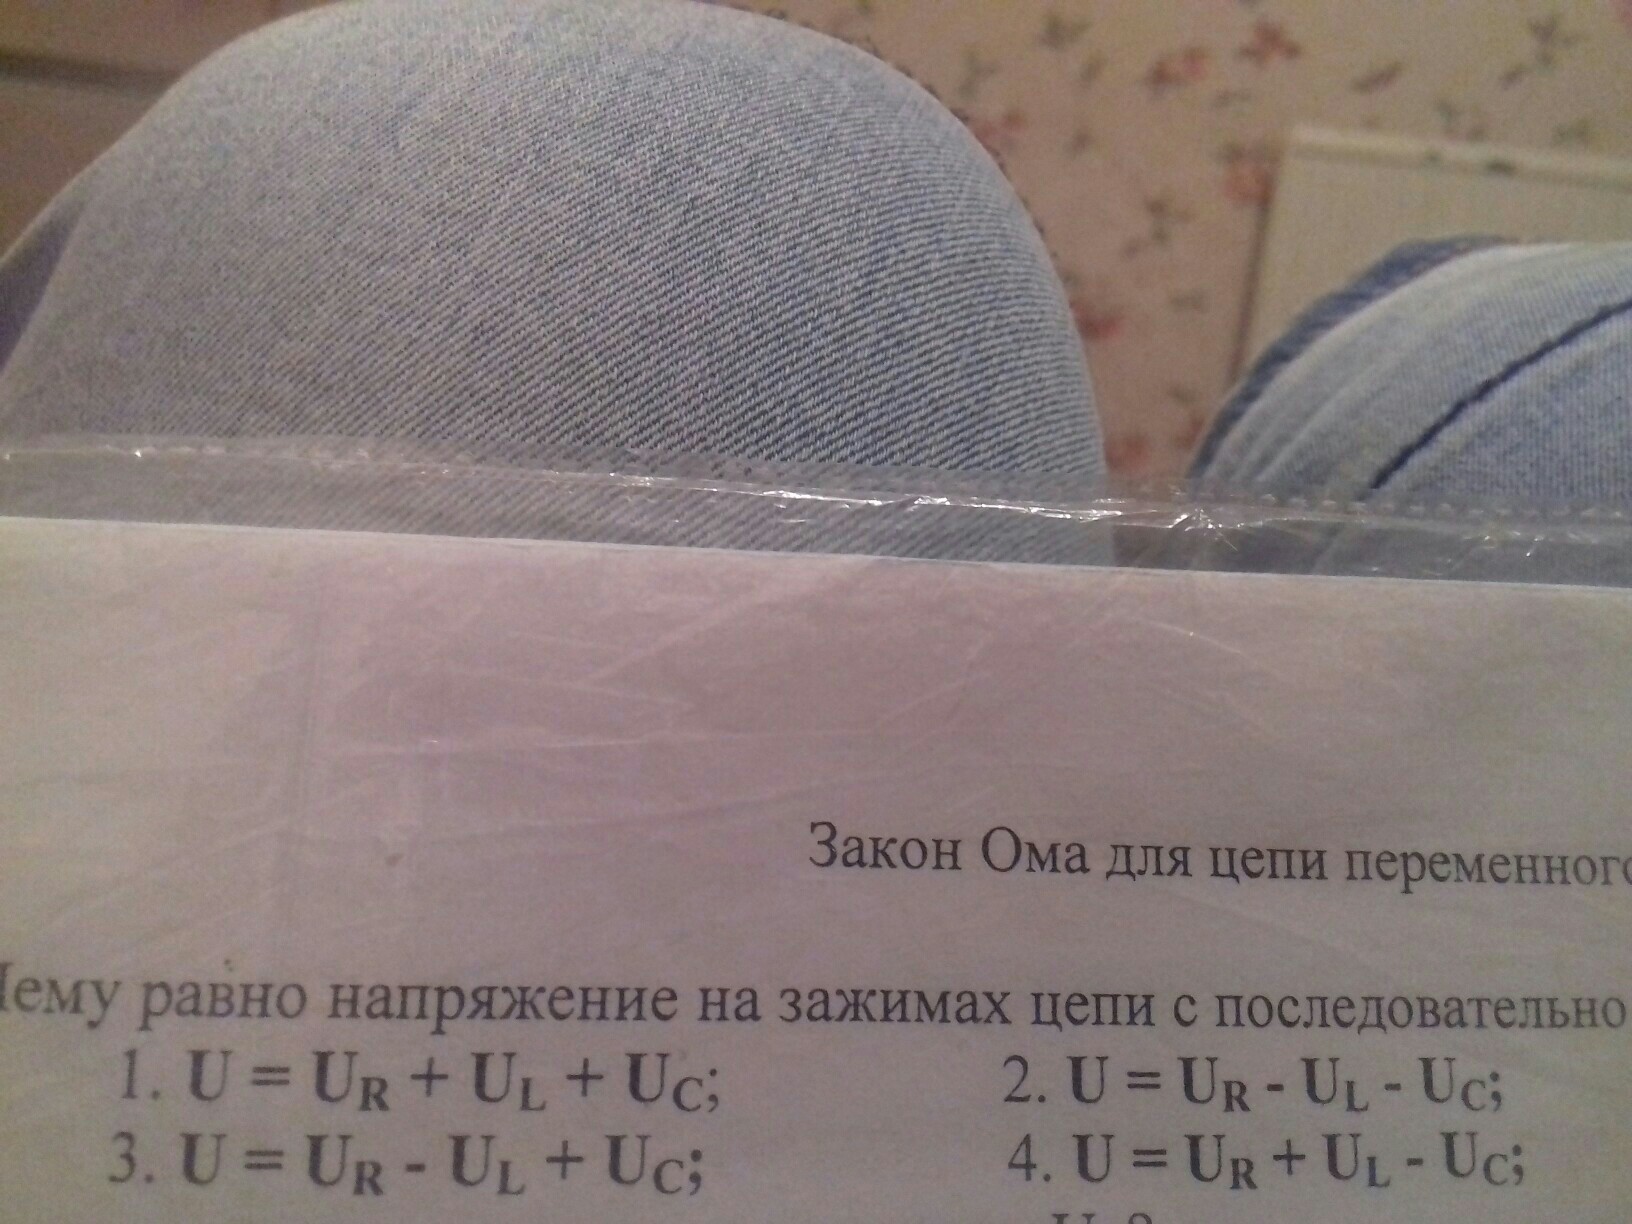 Закон Ома для цепи переменного
Чему равно напряжение на зажимах цепи с последовательно
1. U = UR + UL + UC; 2. U = UR - UL - UC;
3. U = UR - UL + UC; 4. U = UR + UL - UC;